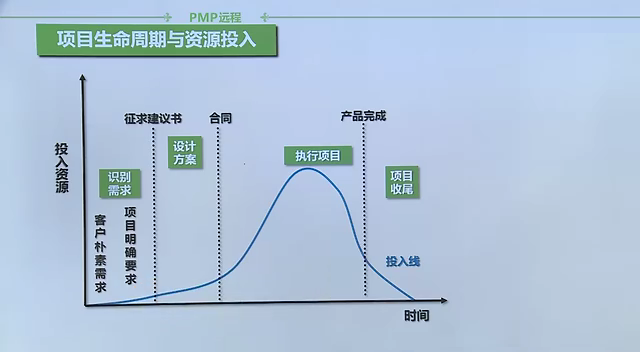 PMP远程
项目生命周期与资源投入
投入资源
征求建议书
合同
产品完成
识别
需求
设计
方案
执行项目
项目
收尾
客户朴素需求
项目明确要求
投入线
时间